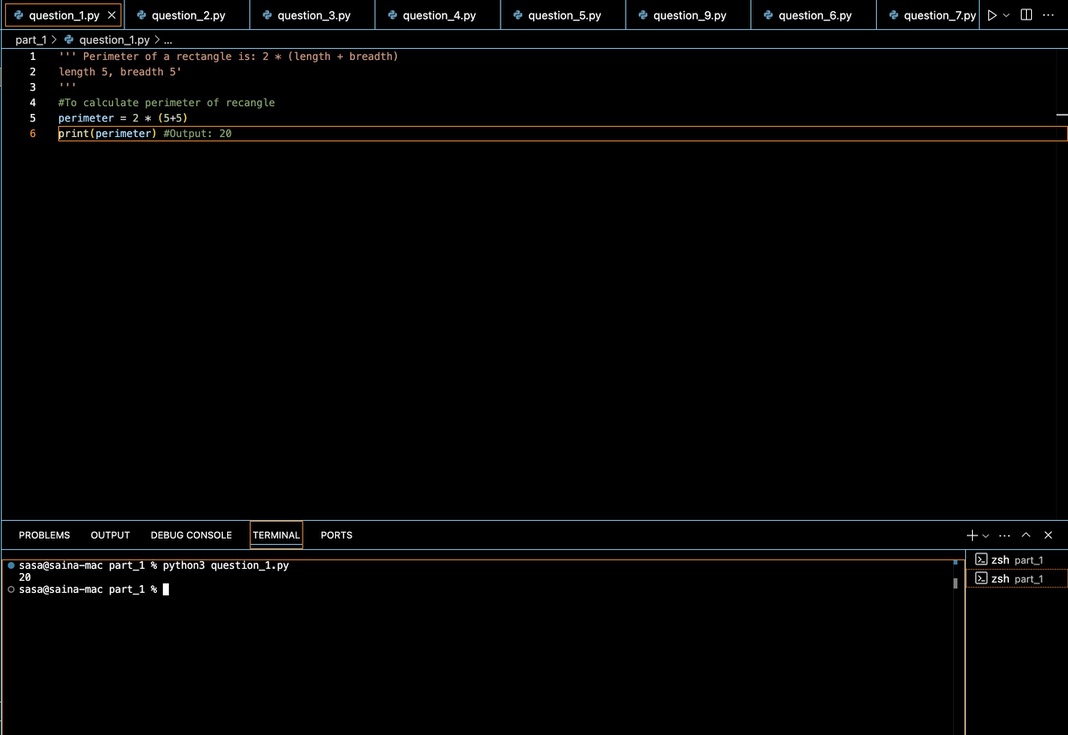 question_1.py
question_2.py
question_3.py
question_4.py
question_5.py
question_9.py
question_6.py
question_7.py
part_1 > question_1.py > ...
1 ''' Perimeter of a rectangle is: 2 * (length + breadth)
2 length 5, breadth 5'
3 '''
4 #To calculate perimeter of recangle
5 perimeter = 2 * (5+5)
6 print(perimeter) #Output: 20
PROBLEMS OUTPUT DEBUG CONSOLE TERMINAL PORTS
sasa@saina-mac part_1 % python3 question_1.py
20
sasa@saina-mac part_1 %
zsh part_1
zsh part_1